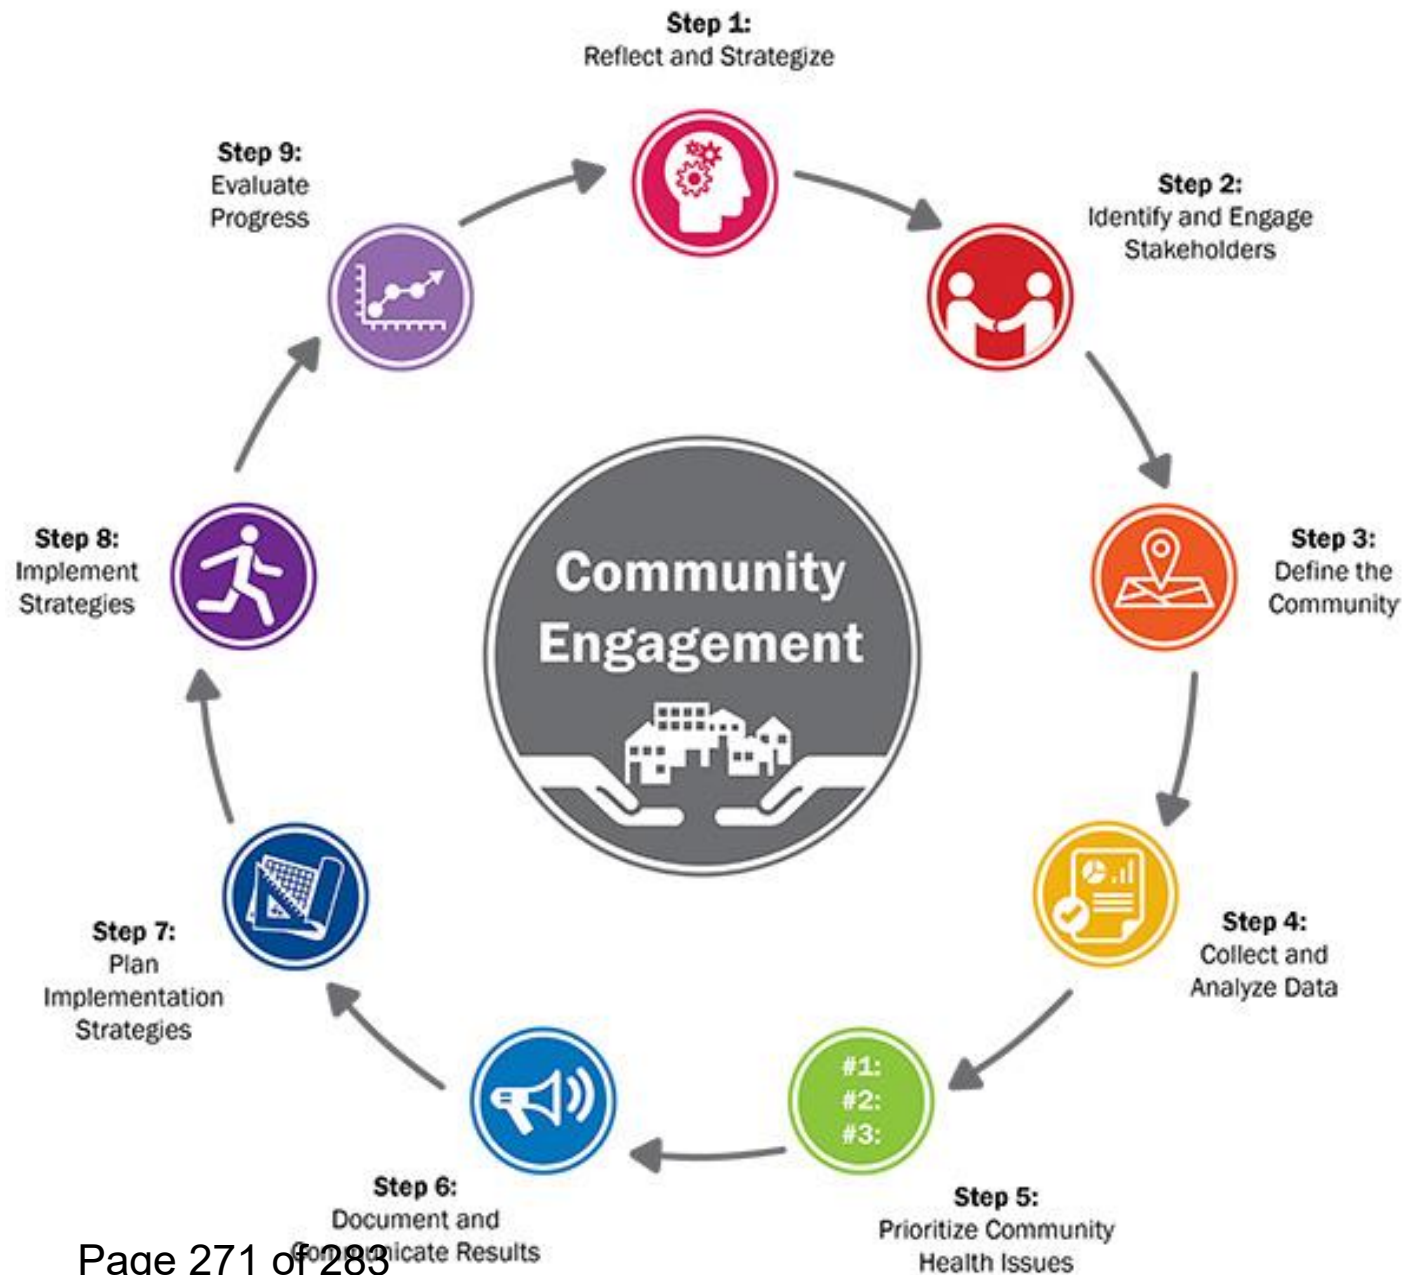 Step 1:
Reflect and Strategize
Step 2:
Identify and Engage
Stakeholders
Step 3:
Define the
Community
Step 4:
Collect and
Analyze Data
Step 5:
Prioritize Community
Health Issues
#1:
#2:
#3:
Step 6:
Document and
Communicate Results
Step 7:
Plan
Implementation
Strategies
Step 8:
Implement
Strategies
Step 9:
Evaluate
Progress
Community
Engagement
Page 271 of 283